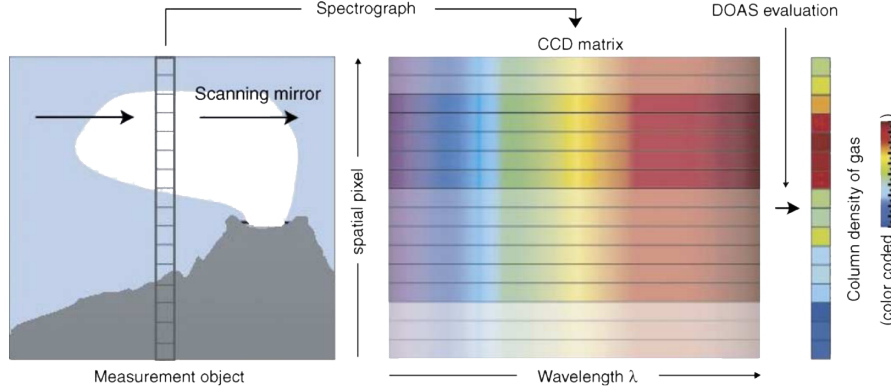 Spectrograph
DOAS evaluation
CCD matrix
Scanning mirror
spatial pixel
Column density of gas
(color coded )
Measurement object
Wavelength λ